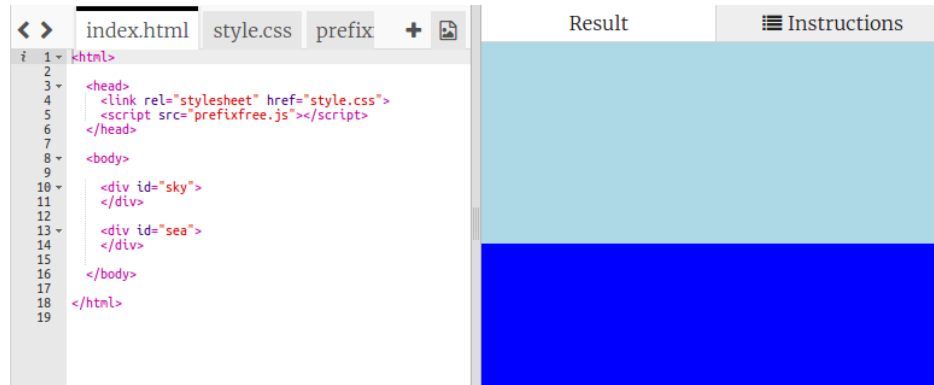 index.html style.css prefix
Result Instructions
i 1 <html>
2
3 <head>
4 <link rel="stylesheet" href="style.css">
5 <script src="prefixfree.js"></script>
6 </head>
7
8 <body>
9
10 <div id="sky">
11 </div>
12
13 <div id="sea">
14 </div>
15
16 </body>
17
18 </html>
19